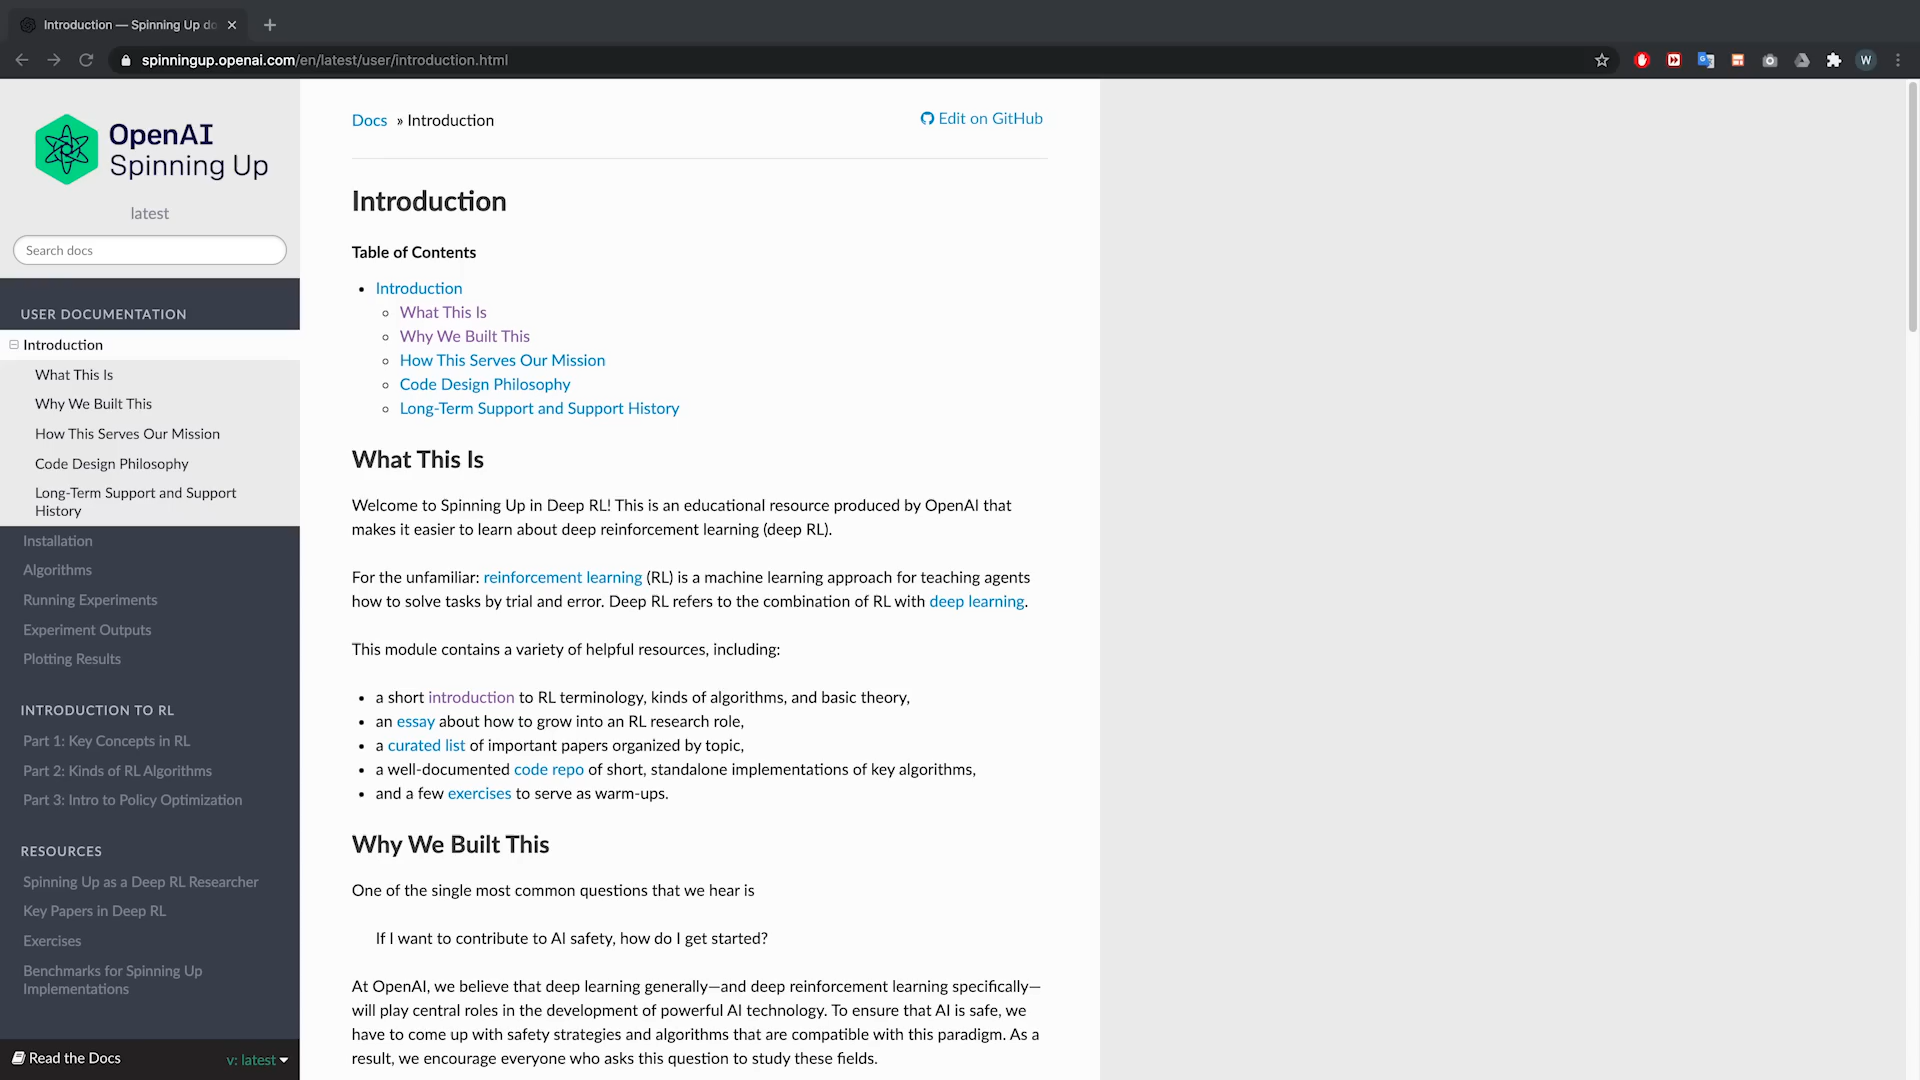 Introduction — Spinning Up do
spinningup.openai.com/en/latest/user/introduction.html
W
OpenAI
Spinning Up
latest
Search docs
USER DOCUMENTATION
Introduction
What This Is
Why We Built This
How This Serves Our Mission
Code Design Philosophy
Long-Term Support and Support
History
Installation
Algorithms
Running Experiments
Experiment Outputs
Plotting Results
INTRODUCTION TO RL
Part 1: Key Concepts in RL
Part 2: Kinds of RL Algorithms
Part 3: Intro to Policy Optimization
RESOURCES
Spinning Up as a Deep RL Researcher
Key Papers in Deep RL
Exercises
Benchmarks for Spinning Up
Implementations
Read the Docs
v: latest
Docs » Introduction
Edit on GitHub
Introduction
Table of Contents
• Introduction
◦ What This Is
◦ Why We Built This
◦ How This Serves Our Mission
◦ Code Design Philosophy
◦ Long-Term Support and Support History
What This Is
Welcome to Spinning Up in Deep RL! This is an educational resource produced by OpenAI that
makes it easier to learn about deep reinforcement learning (deep RL).
For the unfamiliar: reinforcement learning (RL) is a machine learning approach for teaching agents
how to solve tasks by trial and error. Deep RL refers to the combination of RL with deep learning.
This module contains a variety of helpful resources, including:
• a short introduction to RL terminology, kinds of algorithms, and basic theory,
• an essay about how to grow into an RL research role,
• a curated list of important papers organized by topic,
• a well-documented code repo of short, standalone implementations of key algorithms,
• and a few exercises to serve as warm-ups.
Why We Built This
One of the single most common questions that we hear is
If I want to contribute to AI safety, how do I get started?
At OpenAI, we believe that deep learning generally—and deep reinforcement learning specifically—
will play central roles in the development of powerful AI technology. To ensure that AI is safe, we
have to come up with safety strategies and algorithms that are compatible with this paradigm. As a
result, we encourage everyone who asks this question to study these fields.